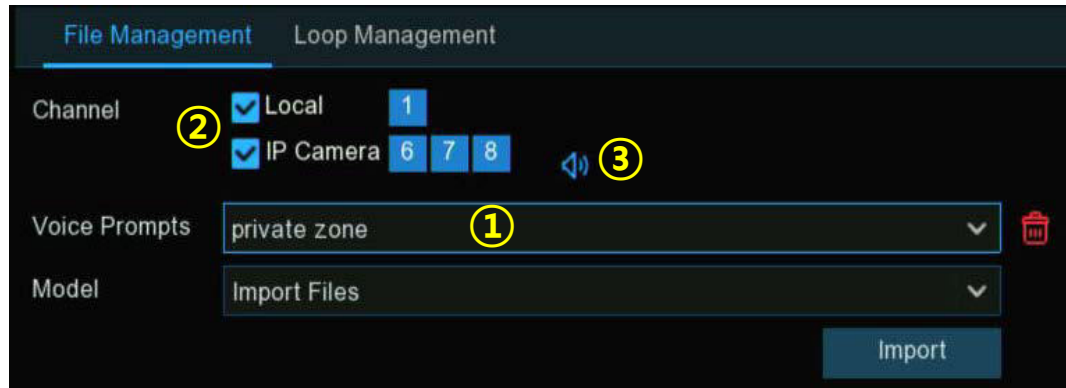 File Management Loop Management
Channel ② Local 1
IP Camera 6 7 8 ③
Voice Prompts private zone ①
Model Import Files
Import